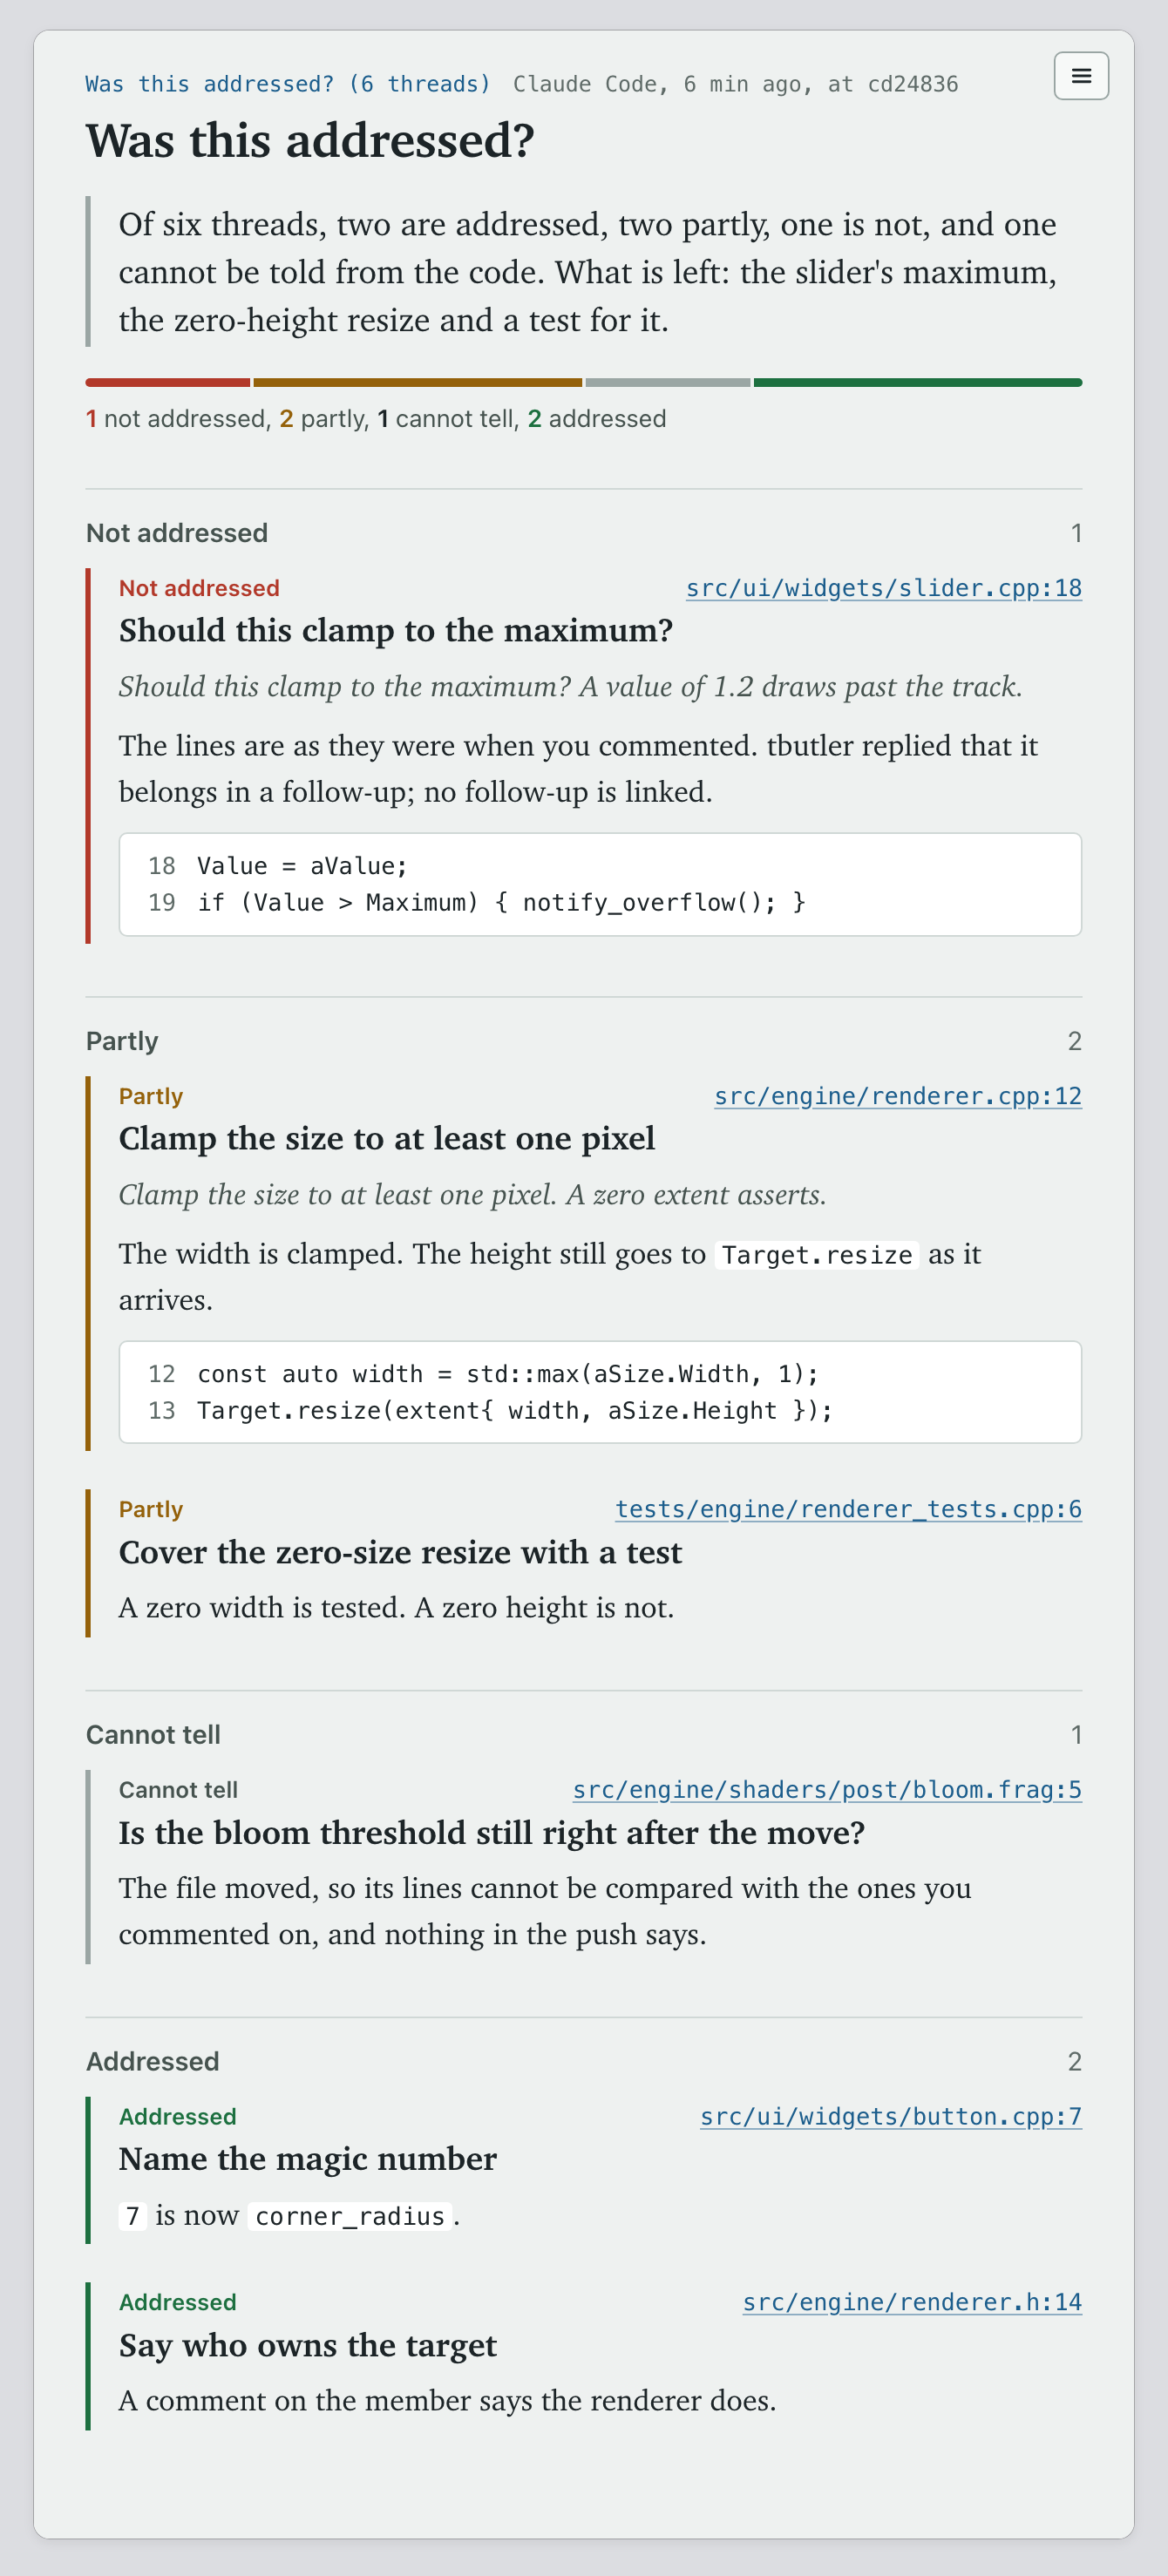 Was this addressed? (6 threads) Claude Code, 6 min ago, at cd24836
Was this addressed?
Of six threads, two are addressed, two partly, one is not, and one
cannot be told from the code. What is left: the slider's maximum,
the zero-height resize and a test for it.
1 not addressed, 2 partly, 1 cannot tell, 2 addressed
Not addressed 1
Not addressed src/ui/widgets/slider.cpp:18
Should this clamp to the maximum?
Should this clamp to the maximum? A value of 1.2 draws past the track.
The lines are as they were when you commented. tbutler replied that it
belongs in a follow-up; no follow-up is linked.
18 Value = aValue;
19 if (Value > Maximum) { notify_overflow(); }
Partly 2
Partly src/engine/renderer.cpp:12
Clamp the size to at least one pixel
Clamp the size to at least one pixel. A zero extent asserts.
The width is clamped. The height still goes to Target.resize as it
arrives.
12 const auto width = std::max(aSize.Width, 1);
13 Target.resize(extent{ width, aSize.Height });
Partly tests/engine/renderer_tests.cpp:6
Cover the zero-size resize with a test
A zero width is tested. A zero height is not.
Cannot tell 1
Cannot tell src/engine/shaders/post/bloom.frag:5
Is the bloom threshold still right after the move?
The file moved, so its lines cannot be compared with the ones you
commented on, and nothing in the push says.
Addressed 2
Addressed src/ui/widgets/button.cpp:7
Name the magic number
7 is now corner_radius.
Addressed src/engine/renderer.h:14
Say who owns the target
A comment on the member says the renderer does.